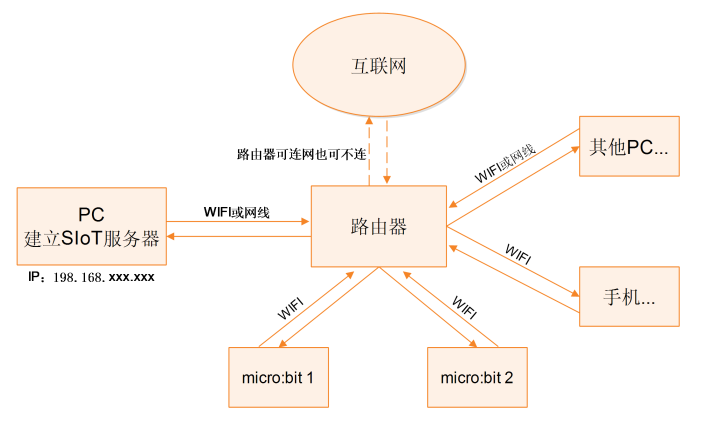 互联网
路由器可连网也可不连
其他PC...
WIFI或网线
PC
建立SIoT服务器
WIFI或网线
路由器
IP：198.168.xxx.xxx
WIFI
手机...
WIFI
WIFI
micro:bit 1
micro:bit 2